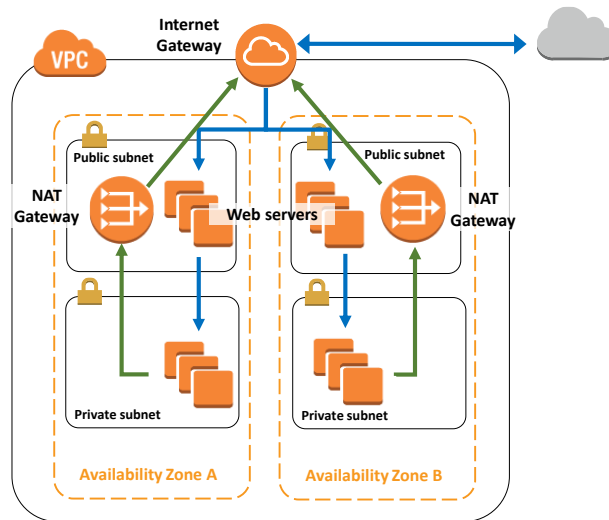 Internet
Gateway
VPC
Public subnet
Public subnet
NAT
Gateway
Web servers
NAT
Gateway
Private subnet
Private subnet
Availability Zone A
Availability Zone B